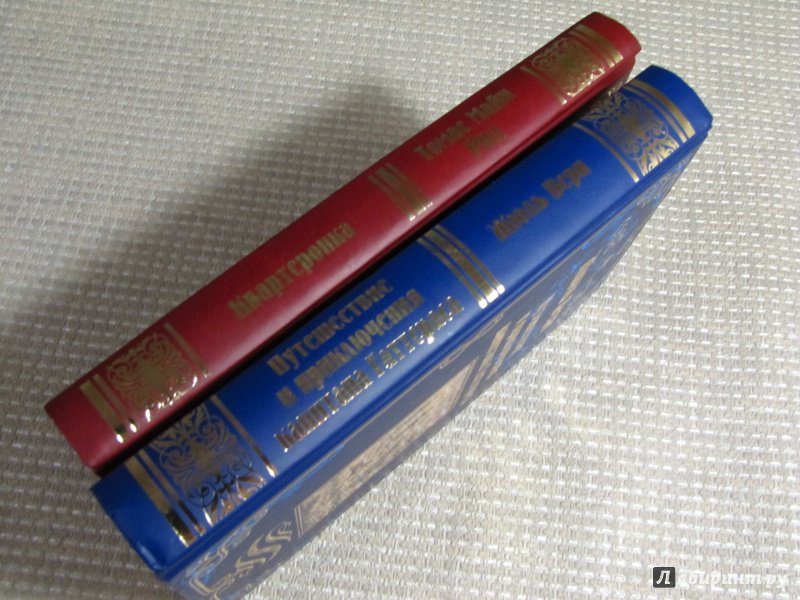 Квартеронка
Томас Майн
Рид
Путешествие
и приключения
капитана Гаттераса
Жюль Верн
Лабиринт.ру